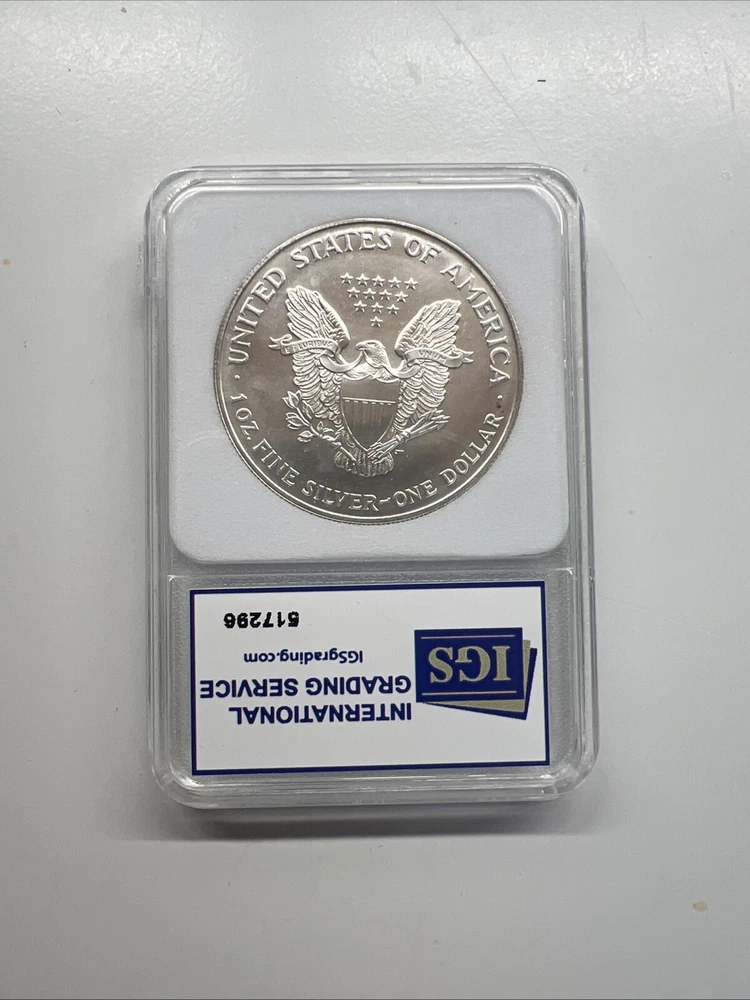 UNITED STATES OF AMERICA
E PLURIBUS UNUM
1 OZ. FINE SILVER~ONE DOLLAR
IGS
INTERNATIONAL
GRADING SERVICE
IGSgrading.com
517296